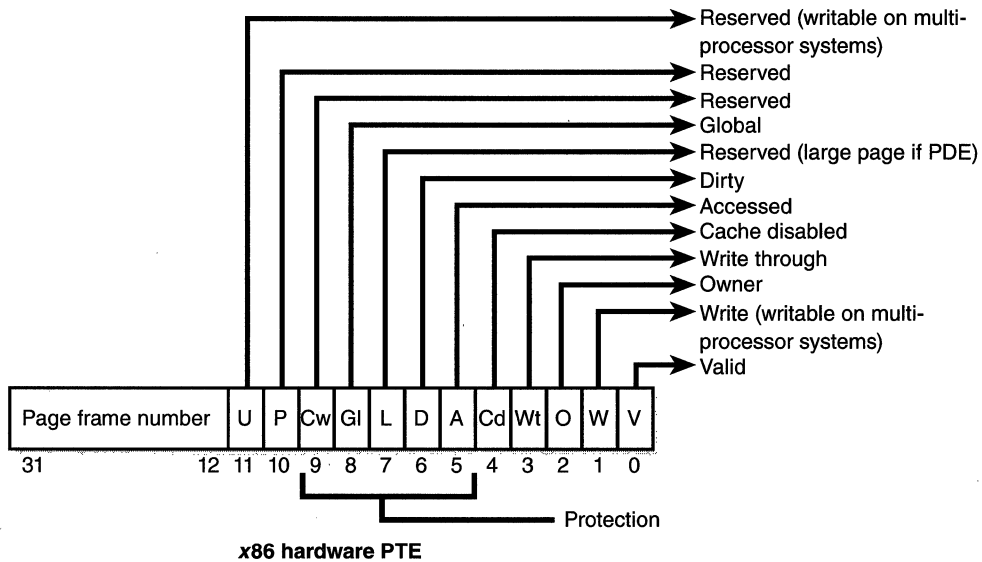 Reserved (writable on multi-
processor systems)
Reserved
Reserved
Global
Reserved (large page if PDE)
Dirty
Accessed
Cache disabled
Write through
Owner
Write (writable on multi-
processor systems)
Valid
Page frame number U P Cw Gl L D A Cd Wt O W V
31 12 11 10 9 8 7 6 5 4 3 2 1 0
Protection
x86 hardware PTE